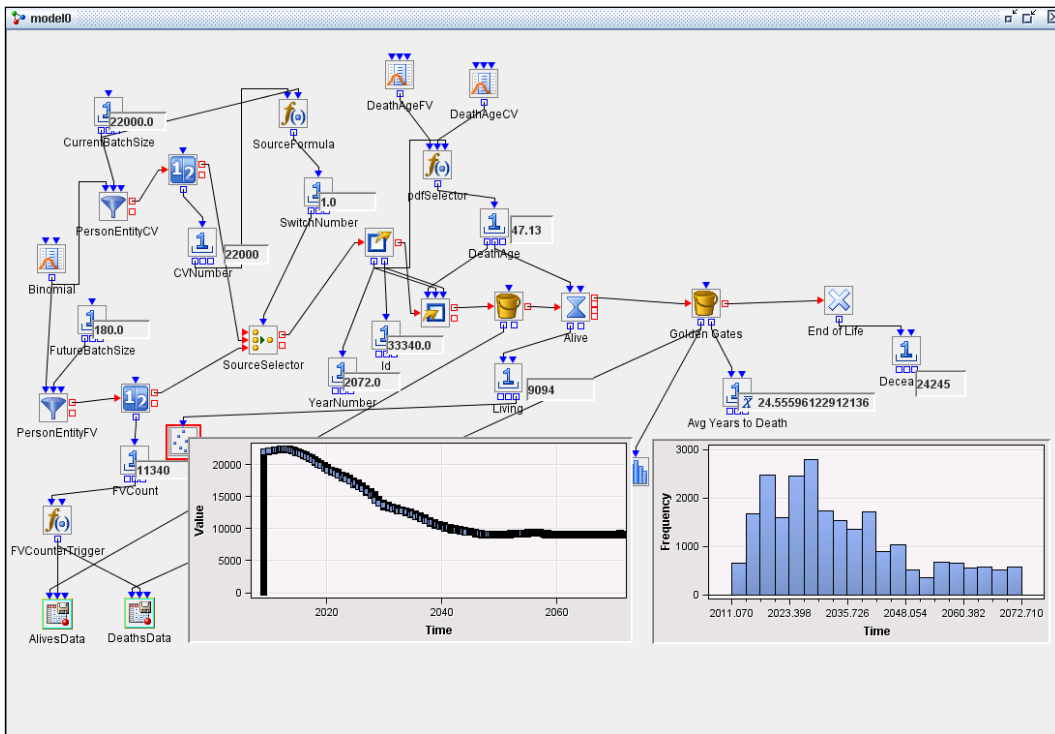 model0
DeathAgeFV
DeathAgeCV
22000.0
CurrentBatchSize
SourceFormula
pdfSelector
1.0
SwitchNumber
PersonEntityCV
47.13
DeathAge
22000
CVNumber
Binomial
180.0
FutureBatchSize
SourceSelector
33340.0
Id
Alive
Golden Gates
End of Life
2072.0
YearNumber
9094
Living
24245
Decea
x 24.55596122912136
Avg Years to Death
PersonEntityFV
11340
FVCount
FVCounterTrigger
AlivesData
DeathsData
20000
15000
10000
5000
0
Value
2020 2040 2060
Time
3000
2000
1000
0
Frequency
2011.070 2023.398 2035.726 2048.054 2060.382 2072.710
Time